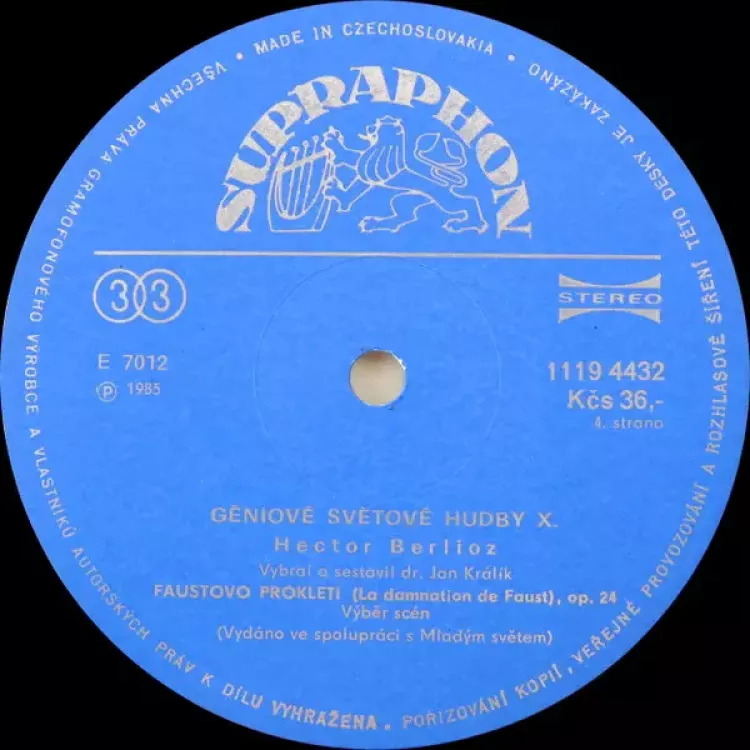 • MADE IN CZECHOSLOVAKIA •
SUPRAPHON
33
STEREO
E 7012
1119 4432
℗ 1985
Kčs 36,-
4. strana
GÉNIOVÉ SVĚTOVÉ HUDBY X.
Hector Berlioz
Vybral a sestavil dr. Jan Králík
FAUSTOVO PROKLETÍ (La damnation de Faust), op. 24
Výběr scén
(Vydáno ve spolupráci s Mladým světem)
VŠECHNA PRÁVA GRAMOFONOVÉHO VÝROBCE A VLASTNÍKŮ AUTORSKÝCH PRÁV K DÍLU VYHRAŽENA. POŘIZOVÁNÍ KOPIÍ, VEŘEJNÉ PROVOZOVÁNÍ A ROZHLASOVÉ ŠÍŘENÍ TÉTO DESKY JE ZAKÁZÁNO